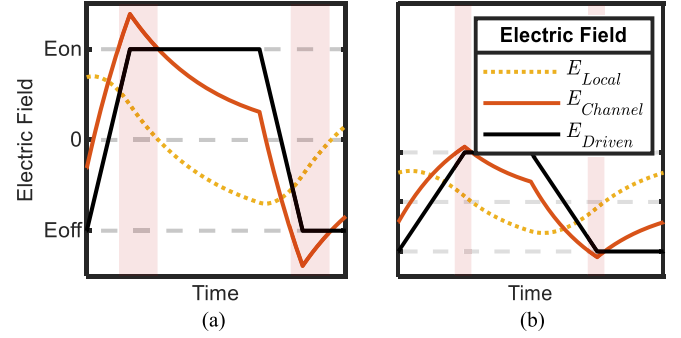 Electric Field
Eon
0
Eoff
Time
(a)
Electric Field
E_Local
E_Channel
E_Driven
Time
(b)